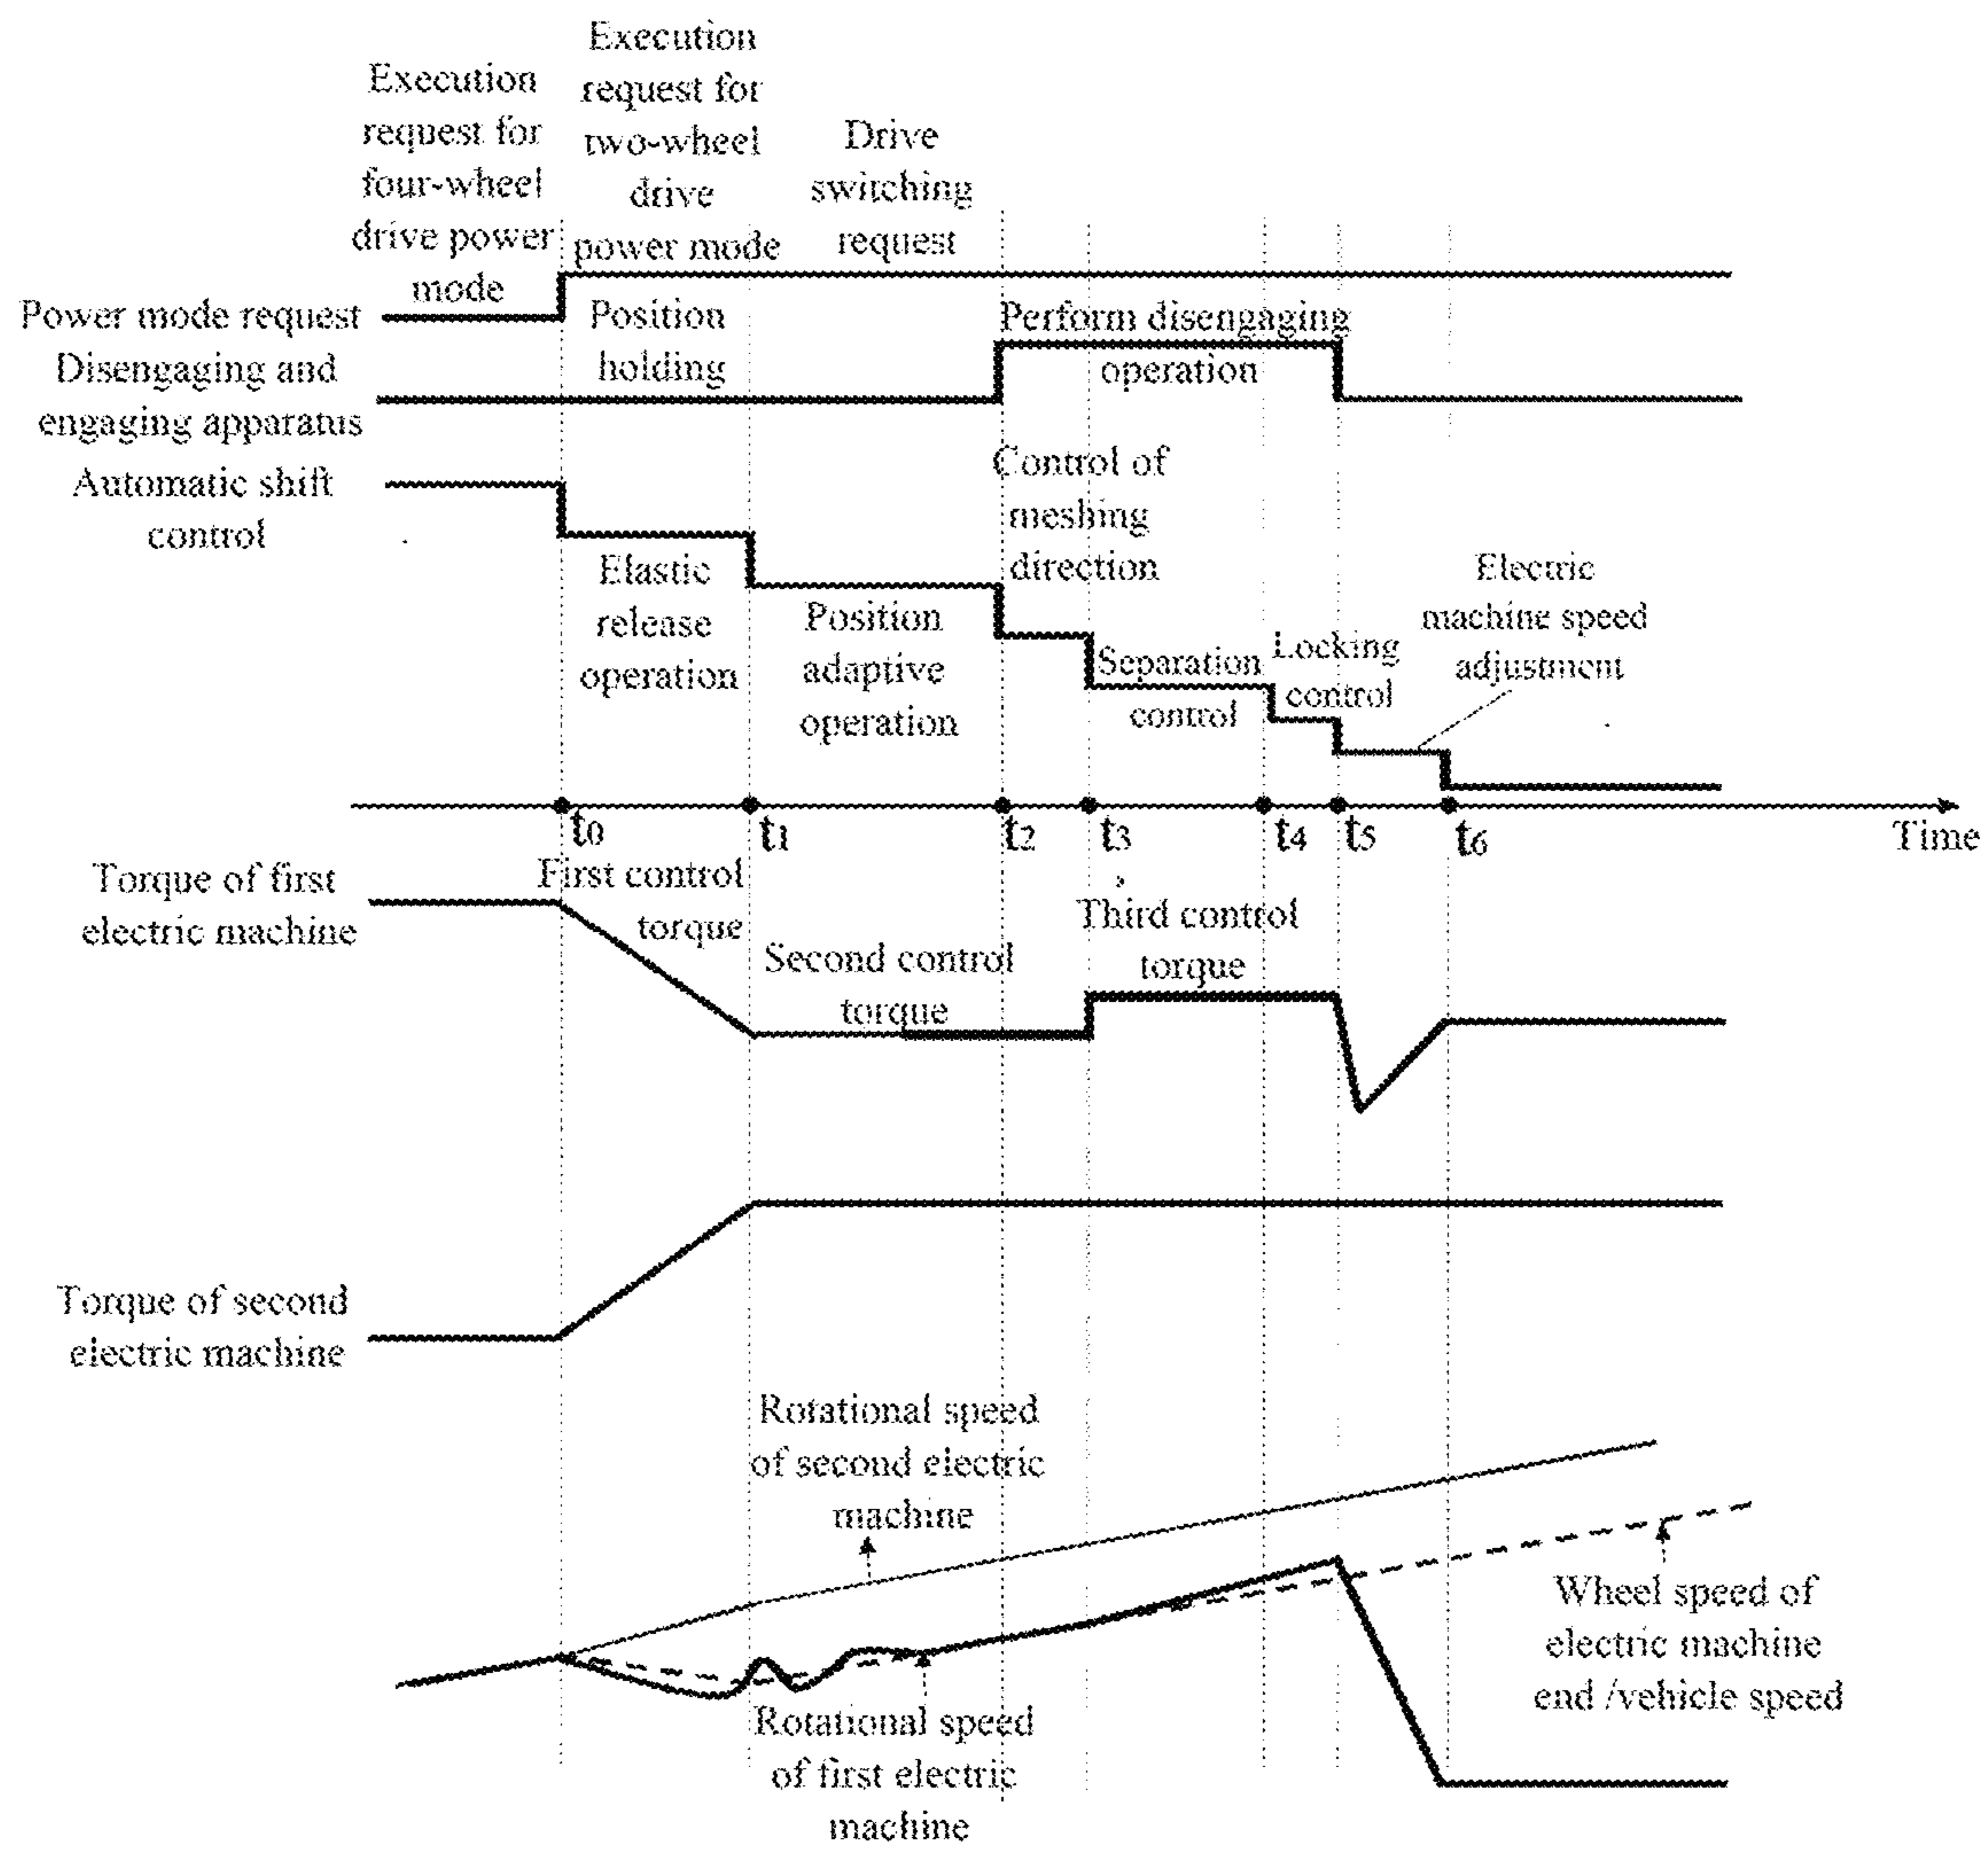 Execution
request for
four-wheel
drive power
mode
Execution
request for
two-wheel
drive
power mode
Drive
switching
request
Power mode request
Position
holding
Perform disengaging
operation
Disengaging and
engaging apparatus
Automatic shift
control
Elastic
release
operation
Position
adaptive
operation
Control of
meshing
direction
Separation
control
Locking
control
Electric
machine speed
adjustment
t0
t1
t2
t3
t4
t5
t6
Time
Torque of first
electric machine
First control
torque
Second control
torque
Third control
torque
Torque of second
electric machine
Rotational speed
of second electric
machine
Rotational speed
of first electric
machine
Wheel speed of
electric machine
end /vehicle speed